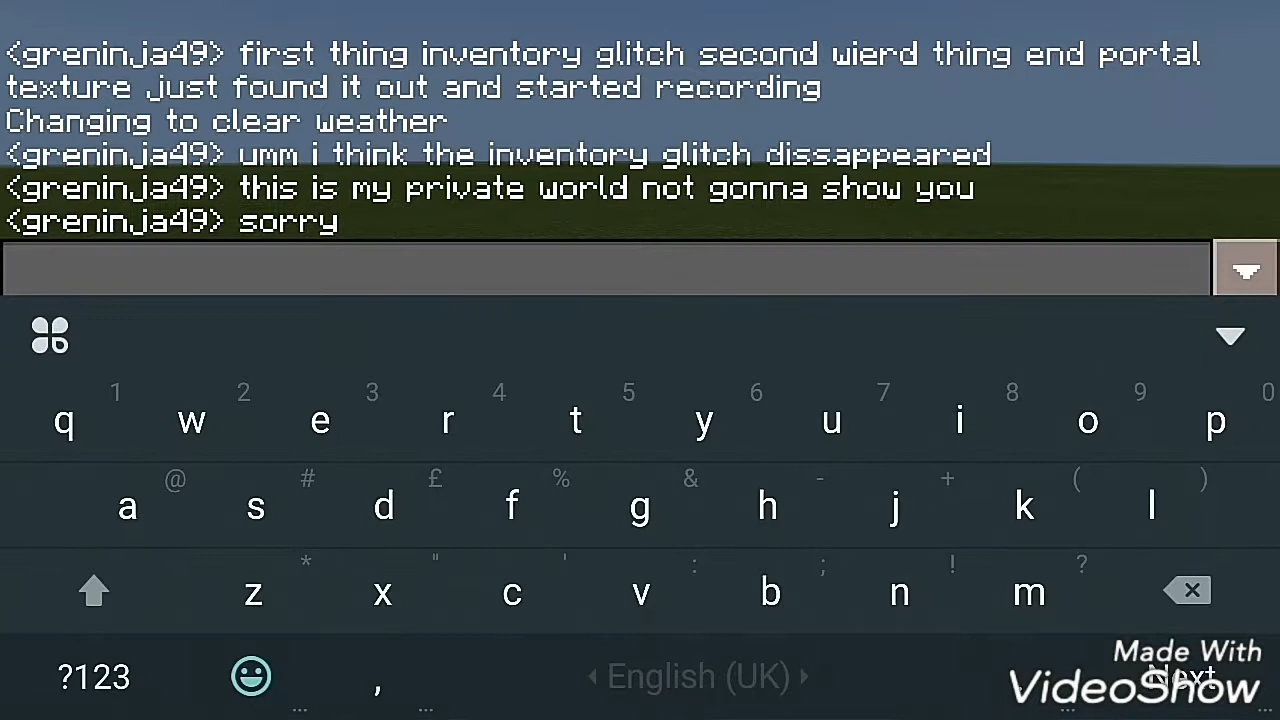 <greninja49> first thing inventory glitch second wierd thing end portal
texture just found it out and started recording
Changing to clear weather
<greninja49> umm i think the inventory glitch dissappeared
<greninja49> this is my private world not gonna show you
<greninja49> sorry
1 2 3 4 5 6 7 8 9 0
q w e r t y u i o p
@ # £ % & - + ( )
a s d f g h j k l
* " ' : ; ! ?
z x c v b n m
?123 , English (UK) Next
Made With
VideoShow